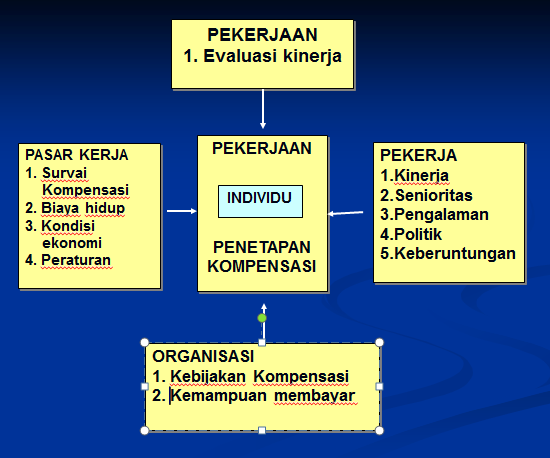 PEKERJAAN
1. Evaluasi kinerja
PASAR KERJA
1. Survai
Kompensasi
2. Biaya hidup
3. Kondisi
ekonomi
4. Peraturan
PEKERJAAN
INDIVIDU
PENETAPAN
KOMPENSASI
PEKERJA
1.Kinerja
2.Senioritas
3.Pengalaman
4.Politik
5.Keberuntungan
ORGANISASI
1. Kebijakan Kompensasi
2. Kemampuan membayar